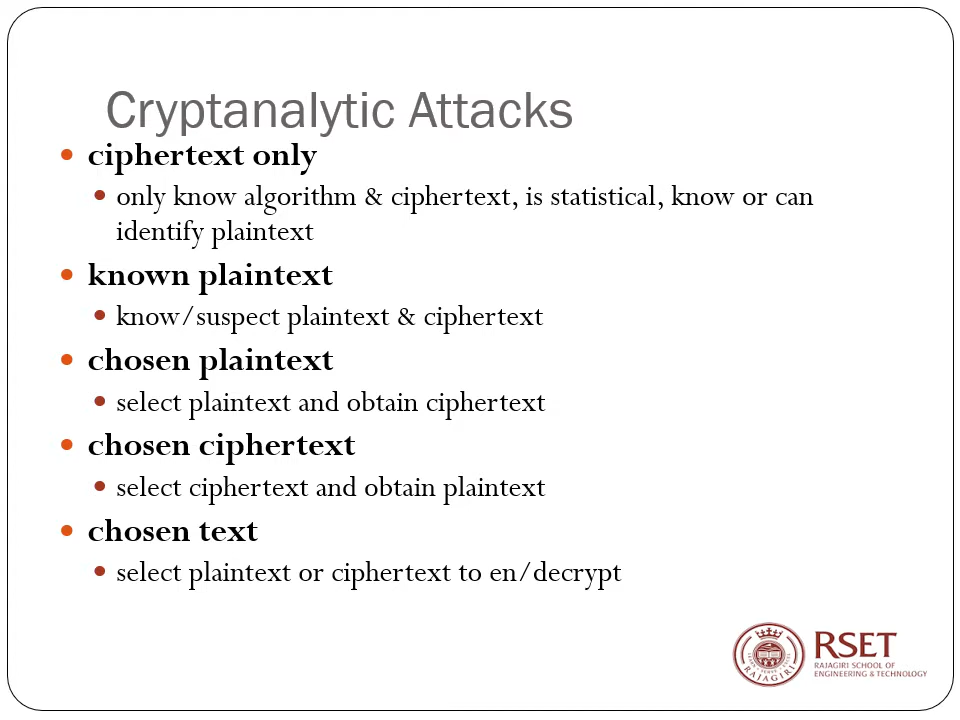 Cryptanalytic Attacks
• ciphertext only
• only know algorithm & ciphertext, is statistical, know or can
identify plaintext
• known plaintext
• know/suspect plaintext & ciphertext
• chosen plaintext
• select plaintext and obtain ciphertext
• chosen ciphertext
• select ciphertext and obtain plaintext
• chosen text
• select plaintext or ciphertext to en/decrypt
RSET
RAJAGIRI SCHOOL OF
ENGINEERING & TECHNOLOGY
RAJAGIRI